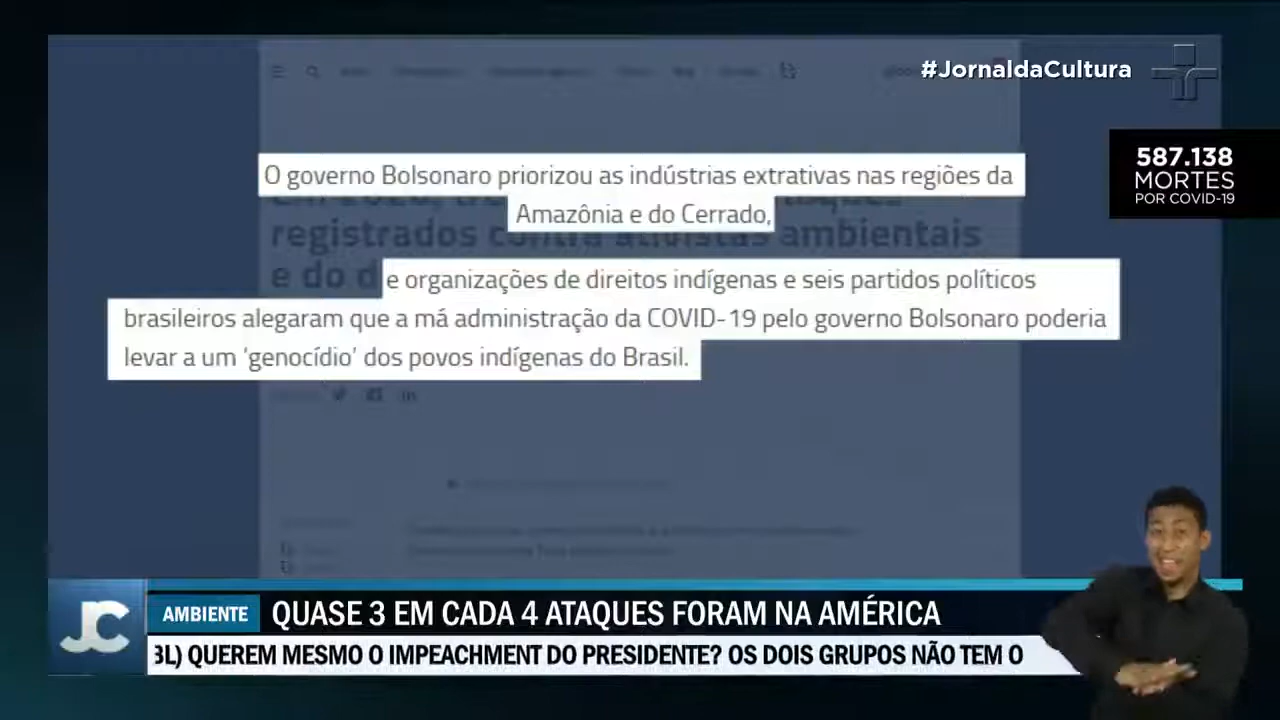 #JornaldaCultura
587.138
MORTES
POR COVID-19
O governo Bolsonaro priorizou as indústrias extrativas nas regiões da
Amazônia e do Cerrado,
registrados contra ativistas ambientais
e do d
e organizações de direitos indígenas e seis partidos políticos
brasileiros alegaram que a má administração da COVID-19 pelo governo Bolsonaro poderia
levar a um ‘genocídio’ dos povos indígenas do Brasil.
JC
AMBIENTE
QUASE 3 EM CADA 4 ATAQUES FORAM NA AMÉRICA
BL) QUEREM MESMO O IMPEACHMENT DO PRESIDENTE? OS DOIS GRUPOS NÃO TEM O